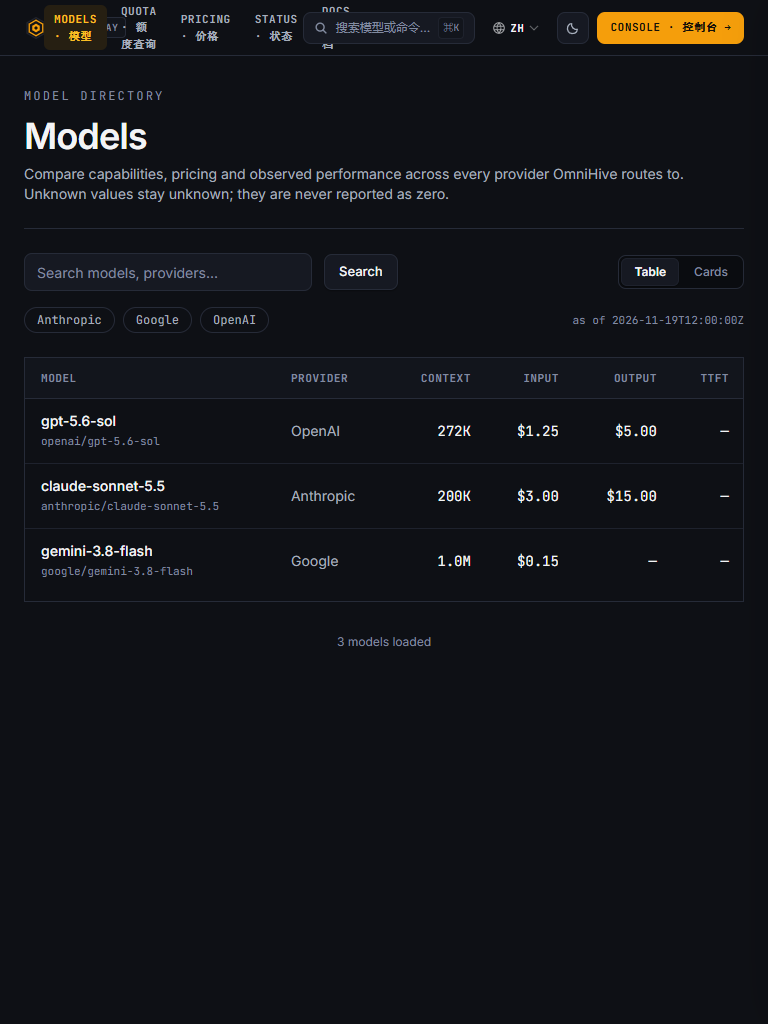 MODELS
· 模型
AY
QUOTA
· 额
度查询
PRICING
· 价格
STATUS
· 状态
DOCS
搜索模型或命令... ⌘K
ZH
CONSOLE · 控制台 →
MODEL DIRECTORY
Models
Compare capabilities, pricing and observed performance across every provider OmniHive routes to.
Unknown values stay unknown; they are never reported as zero.
Search models, providers...
Search
Table Cards
Anthropic Google OpenAI
as of 2026-11-19T12:00:00Z
MODEL PROVIDER CONTEXT INPUT OUTPUT TTFT
gpt-5.6-sol
openai/gpt-5.6-sol
OpenAI 272K $1.25 $5.00 —
claude-sonnet-5.5
anthropic/claude-sonnet-5.5
Anthropic 200K $3.00 $15.00 —
gemini-3.8-flash
google/gemini-3.8-flash
Google 1.0M $0.15 — —
3 models loaded